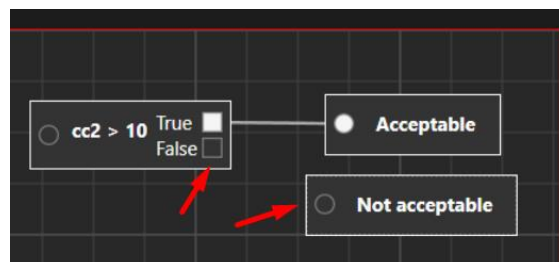 cc2 > 10
True
False
Acceptable
Not acceptable